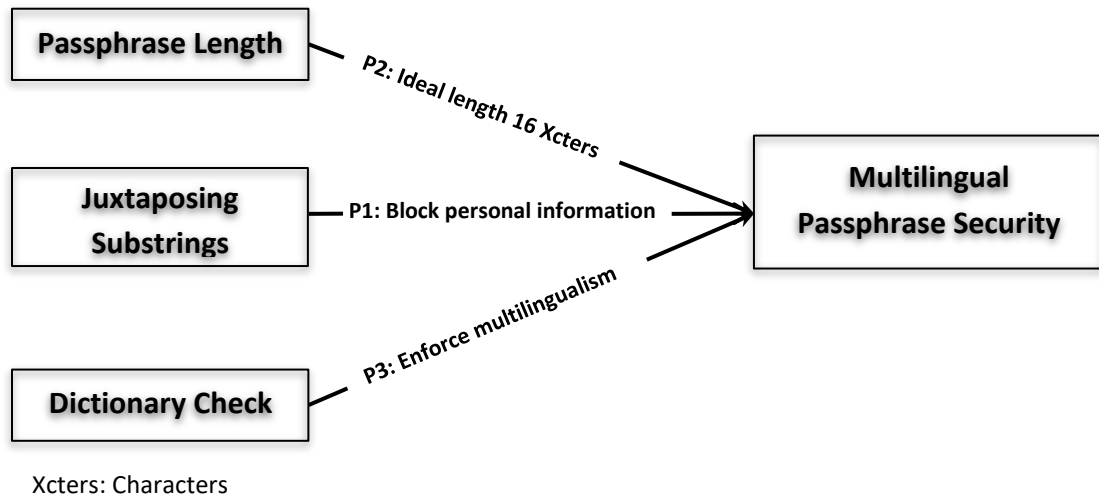 Passphrase Length
P2: Ideal length 16 Xcters
Juxtaposing
Substrings
P1: Block personal information
Multilingual
Passphrase Security
P3: Enforce multilingualism
Dictionary Check
Xcters: Characters